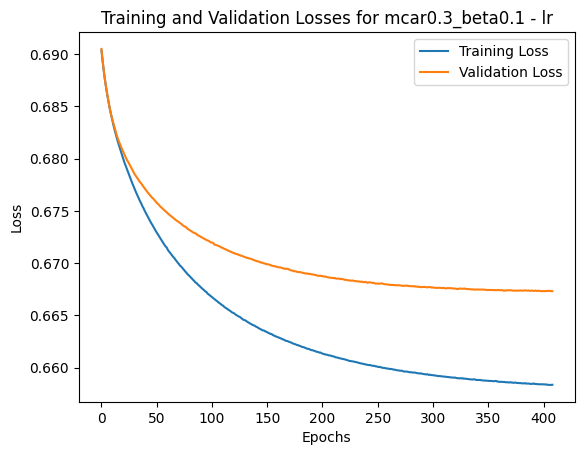 Training and Validation Losses for mcar0.3_beta0.1 - lr
Training Loss
Validation Loss
Loss
0.690
0.685
0.680
0.675
0.670
0.665
0.660
0 50 100 150 200 250 300 350 400
Epochs